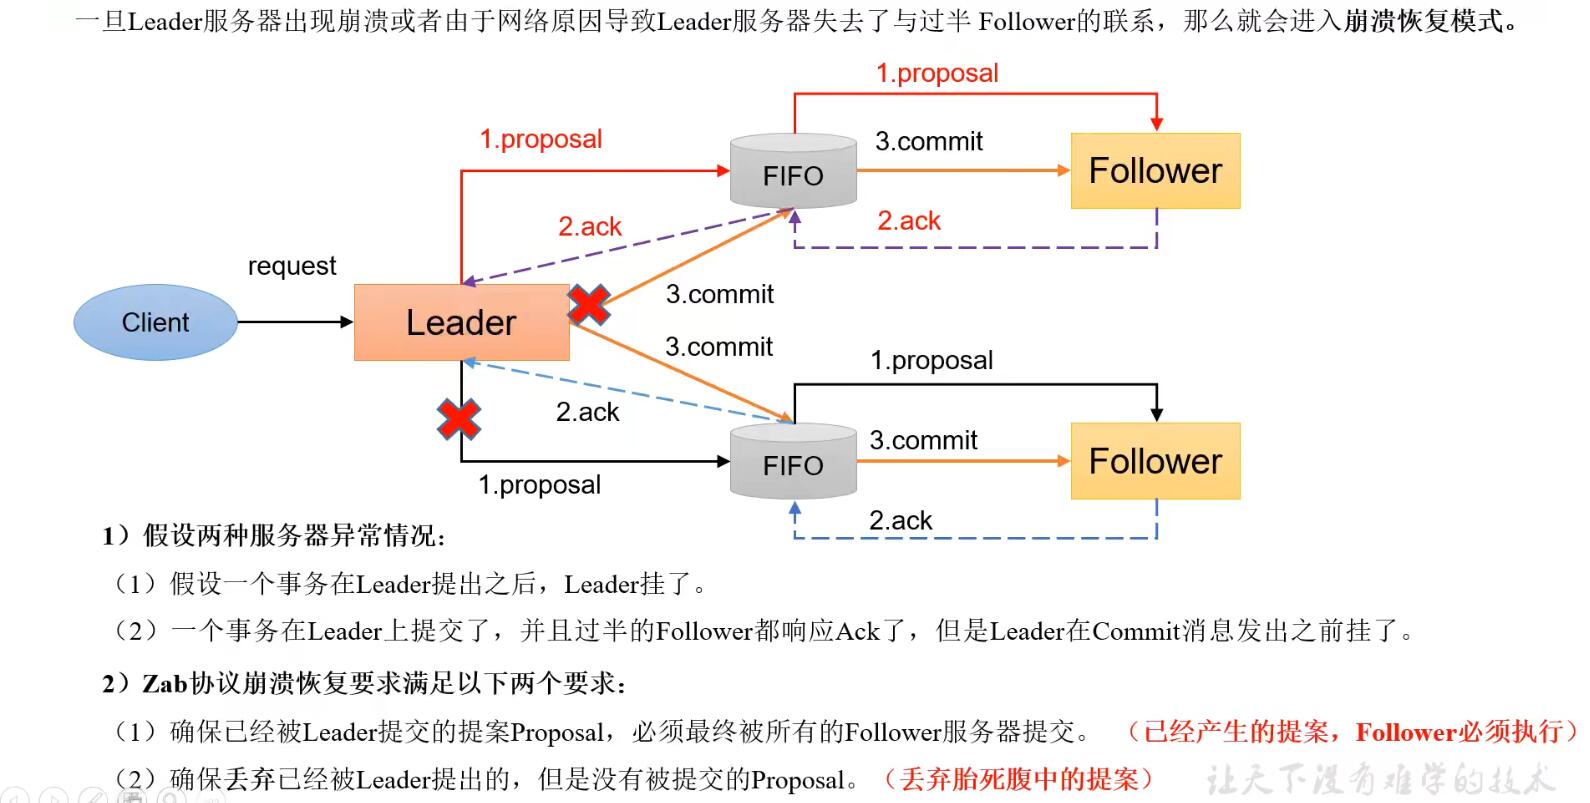 一旦Leader服务器出现崩溃或者由于网络原因导致Leader服务器失去了与过半 Follower的联系，那么就会进入崩溃恢复模式。
1.proposal
1.proposal
3.commit
FIFO
Follower
2.ack
2.ack
request
3.commit
Client
Leader
3.commit
1.proposal
2.ack
3.commit
FIFO
Follower
1.proposal
2.ack
1）假设两种服务器异常情况：
（1）假设一个事务在Leader提出之后，Leader挂了。
（2）一个事务在Leader上提交了，并且过半的Follower都响应Ack了，但是Leader在Commit消息发出之前挂了。
2）Zab协议崩溃恢复要求满足以下两个要求：
（1）确保已经被Leader提交的提案Proposal，必须最终被所有的Follower服务器提交。 （已经产生的提案，Follower必须执行）
（2）确保丢弃已经被Leader提出的，但是没有被提交的Proposal。（丢弃胎死腹中的提案）
让天下没有难学的技术